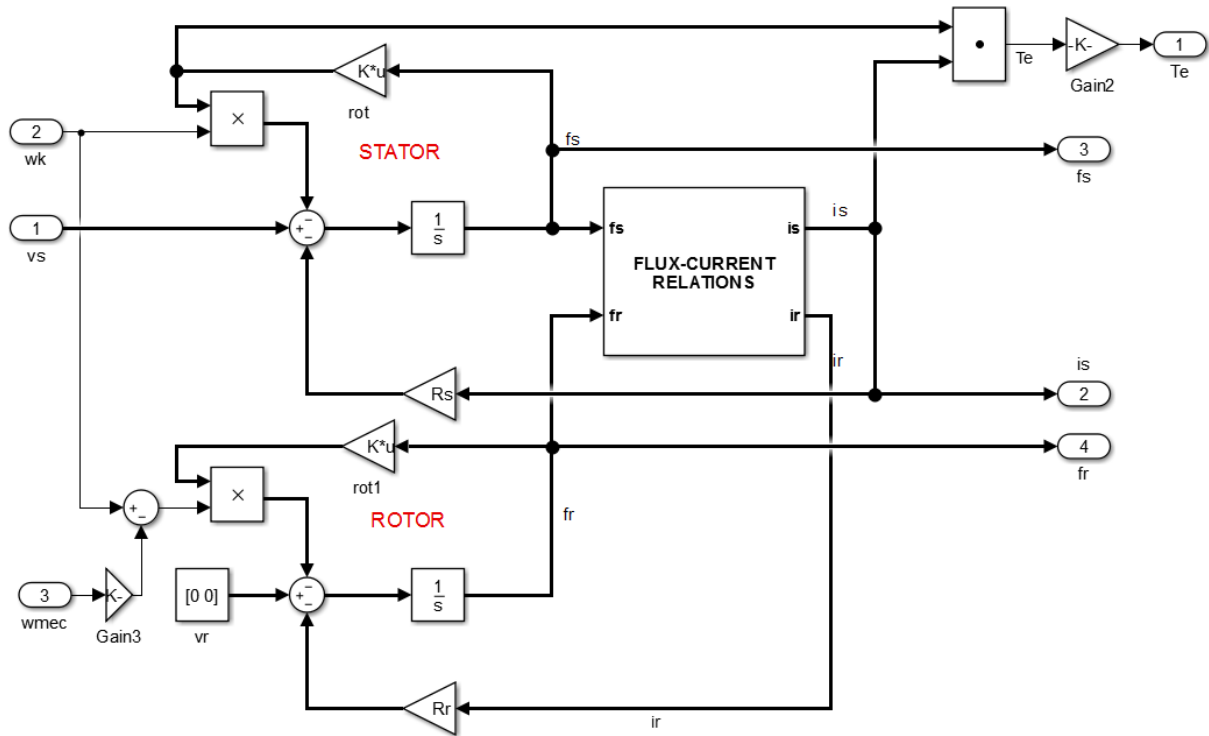 K*u
rot
Te
-K-
Gain2
1
Te
2
wk
×
STATOR
fs
3
fs
1
vs
+
−
−
1
s
fs
fr
FLUX-CURRENT
RELATIONS
is
ir
is
ir
Rs
is
2
K*u
rot1
4
fr
+
−
×
ROTOR
fr
3
wmec
K-
Gain3
[0 0]
vr
+
−
−
1
s
Rr
ir